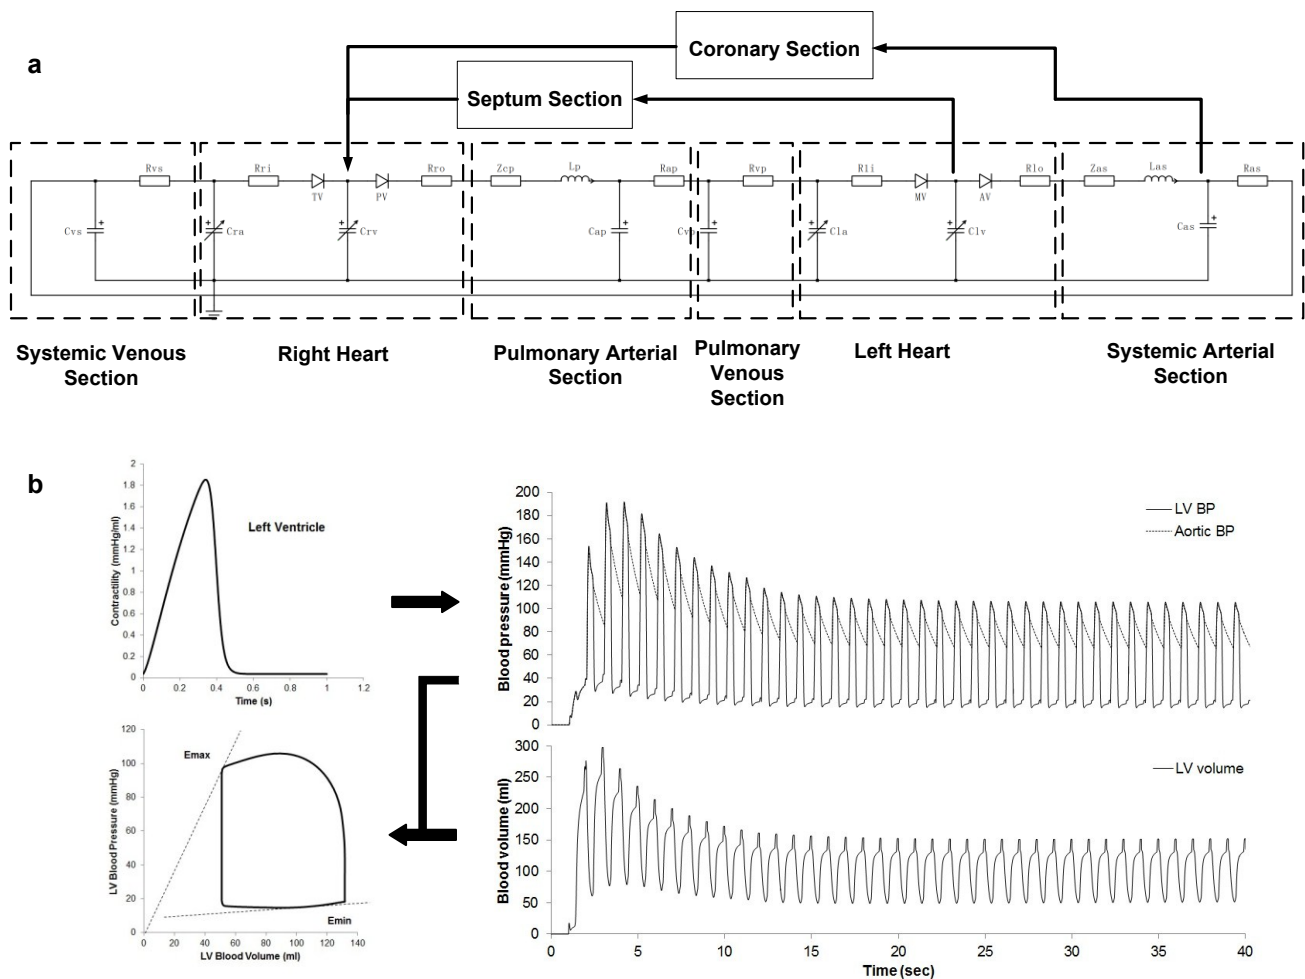 a
Coronary Section
Septum Section
Rvs
Rri
TV
PV
Rro
Zcp
Lp
Rap
Rvp
Rli
MV
AV
Rlo
Zas
Las
Ras
Cvs
Cra
Crv
Cap
Cla
Clv
Cas
Systemic Venous
Section
Right Heart
Pulmonary Arterial
Section
Pulmonary
Venous
Section
Left Heart
Systemic Arterial
Section
b
Contractility (mmHg/ml)
2
1.8
1.6
1.4
1.2
1
0.8
0.6
0.4
0.2
0
Left Ventricle
0 0.2 0.4 0.6 0.8 1 1.2
Time (s)
LV Blood Pressure (mmHg)
120
100
80
60
40
20
0
Emax
Emin
0 20 40 60 80 100 120 140
LV Blood Volume (ml)
Blood pressure (mmHg)
200
180
160
140
120
100
80
60
40
20
0
LV BP
Aortic BP
Blood volume (ml)
300
250
200
150
100
50
0
LV volume
0 5 10 15 20 25 30 35 40
Time (sec)